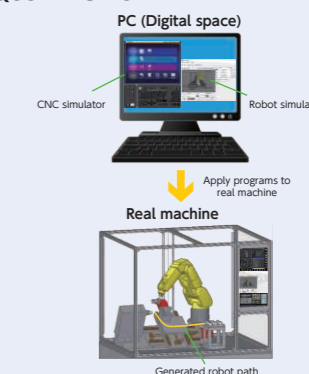 PC (Digital space)
CNC simulator
Robot simula
Apply programs to
real machine
Real machine
Generated robot path